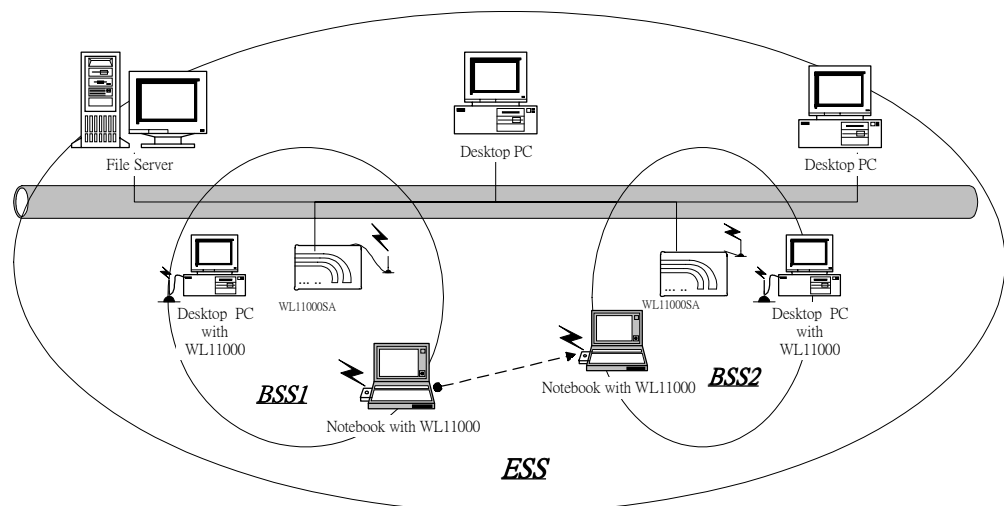 File Server
Desktop PC
Desktop PC
WL11000SA
WL11000SA
Desktop PC
with
WL11000
Desktop PC
with
WL11000
BSS1
BSS2
Notebook with WL11000
Notebook with WL11000
ESS